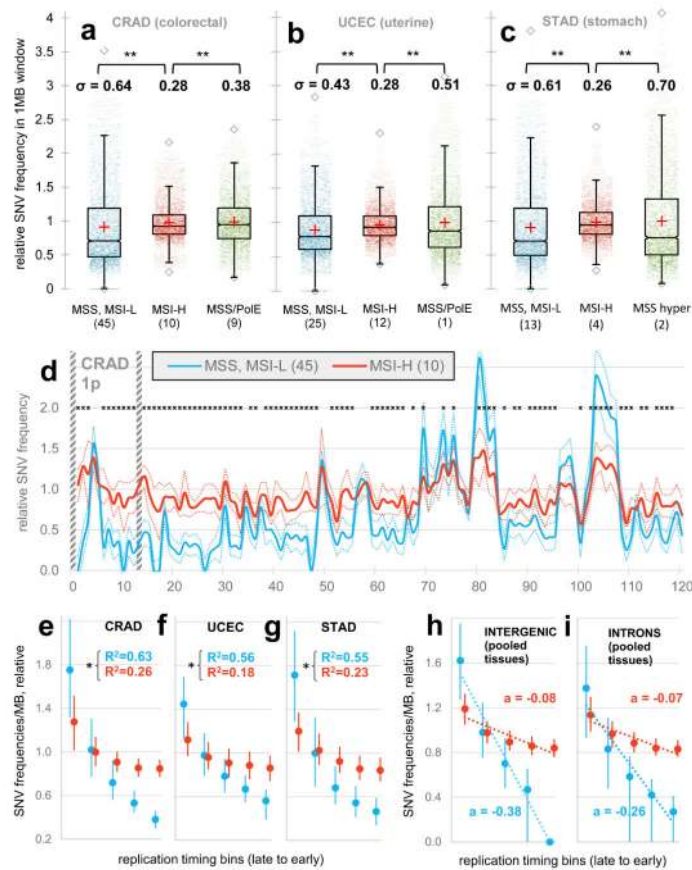 a CRAD (colorectal)
b UCEC (uterine)
c STAD (stomach)
** ** ** ** ** **
σ = 0.64 0.28 0.38
σ = 0.43 0.28 0.51
σ = 0.61 0.26 0.70
relative SNV frequency in 1MB window
4
3.5
3
2.5
2
1.5
1
0.5
0
MSS, MSI-L MSI-H MSS/PolE
(45) (10) (9)
MSS, MSI-L MSI-H MSS/PolE
(25) (12) (1)
MSS, MSI-L MSI-H MSS hyper
(13) (4) (2)
d CRAD
1p
MSS, MSI-L (45) MSI-H (10)
relative SNV frequency
2.0
1.5
1.0
0.5
0.0
0 10 20 30 40 50 60 70 80 90 100 110 120
e CRAD
* R²=0.63
R²=0.26
f UCEC
* R²=0.56
R²=0.18
g STAD
* R²=0.55
R²=0.23
SNV frequencies/MB, relative
1.8
1.4
1.0
0.6
0.2
replication timing bins (late to early)
h INTERGENIC
(pooled
tissues)
a = -0.08
a = -0.38
i INTRONS
(pooled
tissues)
a = -0.07
a = -0.26
SNV frequencies/MB, relative
1.6
1.2
0.8
0.4
0.0
replication timing bins (late to early)